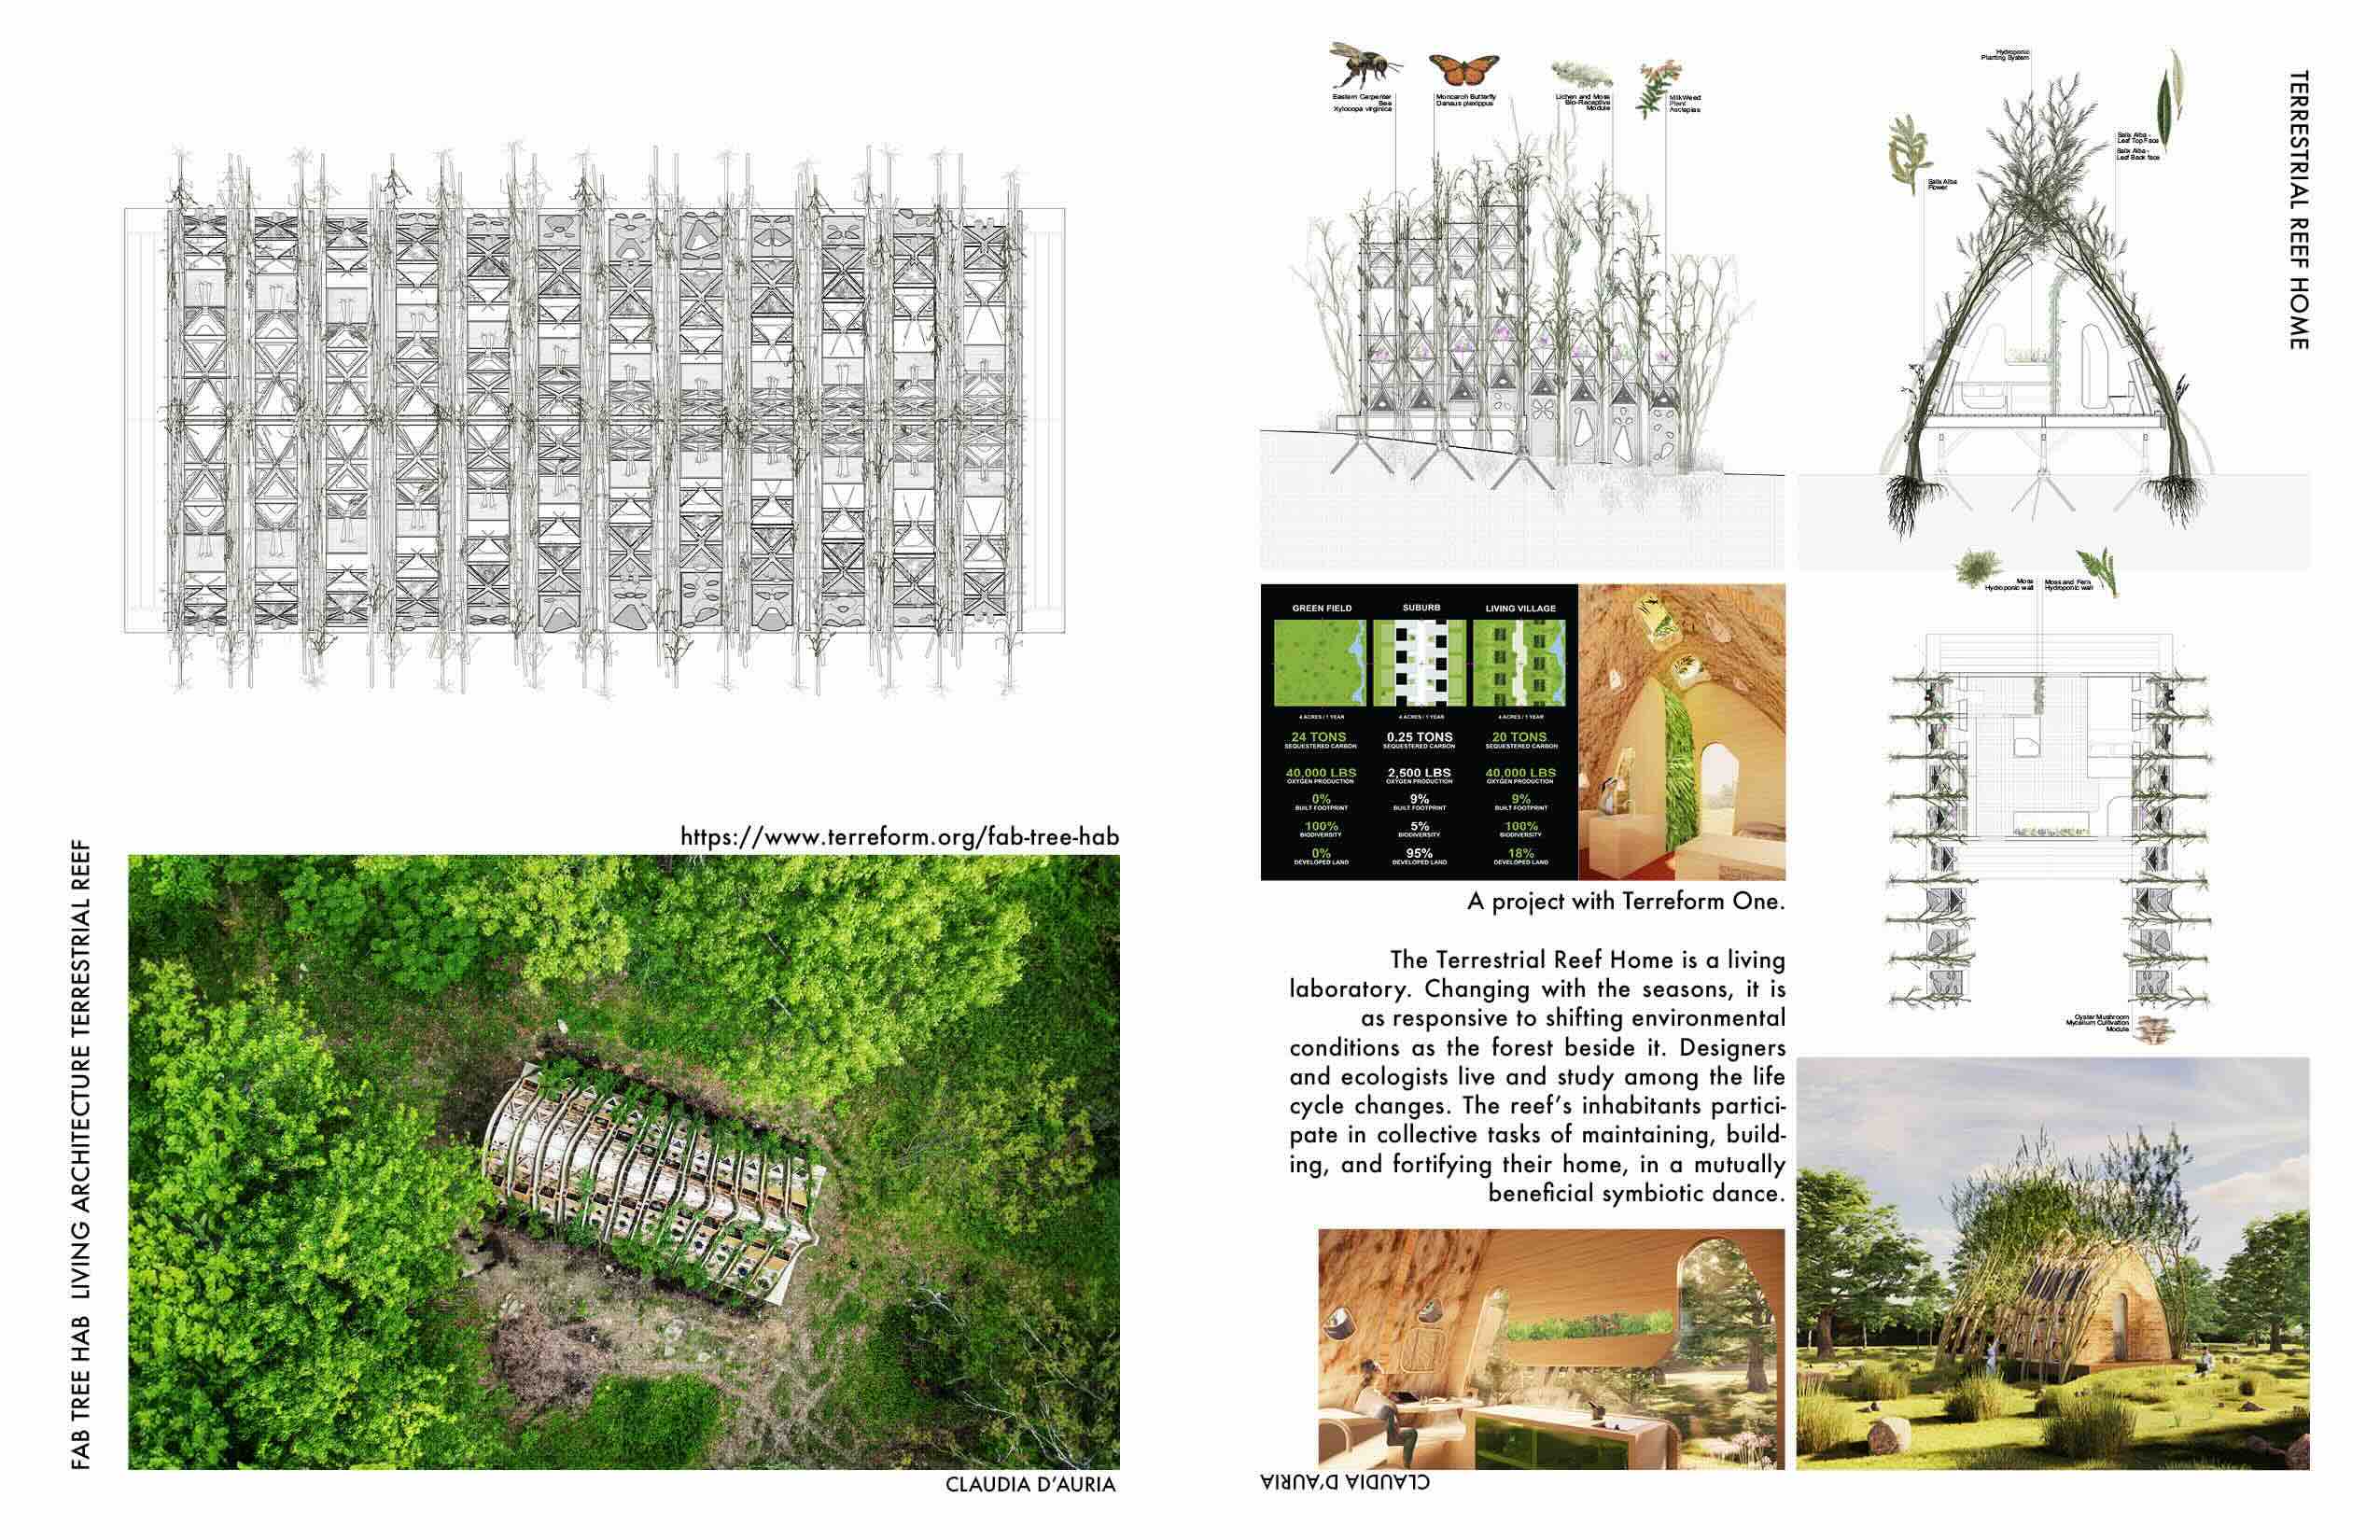 FAB TREE HAB LIVING ARCHITECTURE TERRESTRIAL REEF
https://www.terreform.org/fab-tree-hab
CLAUDIA D'AURIA
TERRESTRIAL REEF HOME
Eastern Carpenter
Bee
Xylocopa virginica
Monoaroh Butterfly
Danaus plexippus
Lichen and Moss
Bio-Receptive
Module
MilkWeed
Plant
Asclepias
Hydroponic
Planting System
Salix Alba
Flower
Salix Alba -
Leaf Top Face
Salix Alba -
Leaf Back face
GREEN FIELD
4 ACRES / 1 YEAR
24 TONS
SEQUESTERED CARBON
40,000 LBS
OXYGEN PRODUCTION
0%
BUILT FOOTPRINT
100%
BIODIVERSITY
0%
DEVELOPED LAND
SUBURB
4 ACRES / 1 YEAR
0.25 TONS
SEQUESTERED CARBON
2,500 LBS
OXYGEN PRODUCTION
9%
BUILT FOOTPRINT
5%
BIODIVERSITY
95%
DEVELOPED LAND
LIVING VILLAGE
4 ACRES / 1 YEAR
20 TONS
SEQUESTERED CARBON
40,000 LBS
OXYGEN PRODUCTION
9%
BUILT FOOTPRINT
100%
BIODIVERSITY
18%
DEVELOPED LAND
Moss
Hydroponic wall
Moss and Fern
Hydroponic wall
Oyster Mushroom
Mycelium Cultivation
Module
A project with Terreform One.
The Terrestrial Reef Home is a living
laboratory. Changing with the seasons, it is
as responsive to shifting environmental
conditions as the forest beside it. Designers
and ecologists live and study among the life
cycle changes. The reef's inhabitants partici-
pate in collective tasks of maintaining, build-
ing, and fortifying their home, in a mutually
beneficial symbiotic dance.
CLAUDIA D'AURIA